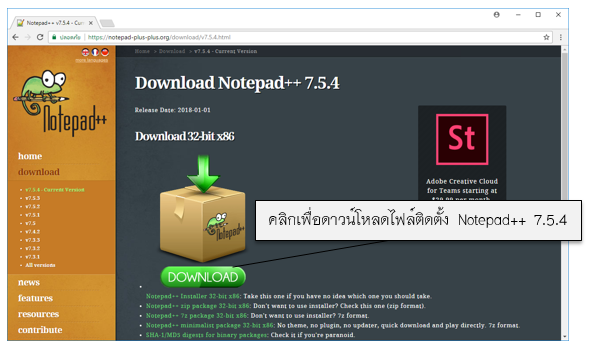 Notepad++ v7.5.4 - Curr
ปลอดภัย | https://notepad-plus-plus.org/download/v7.5.4.html
Home » Download » v7.5.4 - Current Version
Notepad++
Download Notepad++ 7.5.4
Release Date: 2018-01-01
Download 32-bit x86
home
download
v7.5.4 - Current Version
v7.5.3
v7.5.2
v7.5.1
v7.5
v7.4.2
v7.3.3
v7.3.2
v7.3.1
All versions
news
features
resources
contribute
Notepad++
St
Adobe Creative Cloud
for Teams starting at
$29.99 per month.
คลิกเพื่อดาวน์โหลดไฟล์ติดตั้ง Notepad++ 7.5.4
DOWNLOAD
Notepad++ Installer 32-bit x86: Take this one if you have no idea which one you should take.
Notepad++ zip package 32-bit x86: Don't want to use installer? Check this one (zip format).
Notepad++ 7z package 32-bit x86: Don't want to use installer? 7z format.
Notepad++ minimalist package 32-bit x86: No theme, no plugin, no updater, quick download and play directly. 7z format.
SHA-1/MD5 digests for binary packages: Check it if you're paranoid.